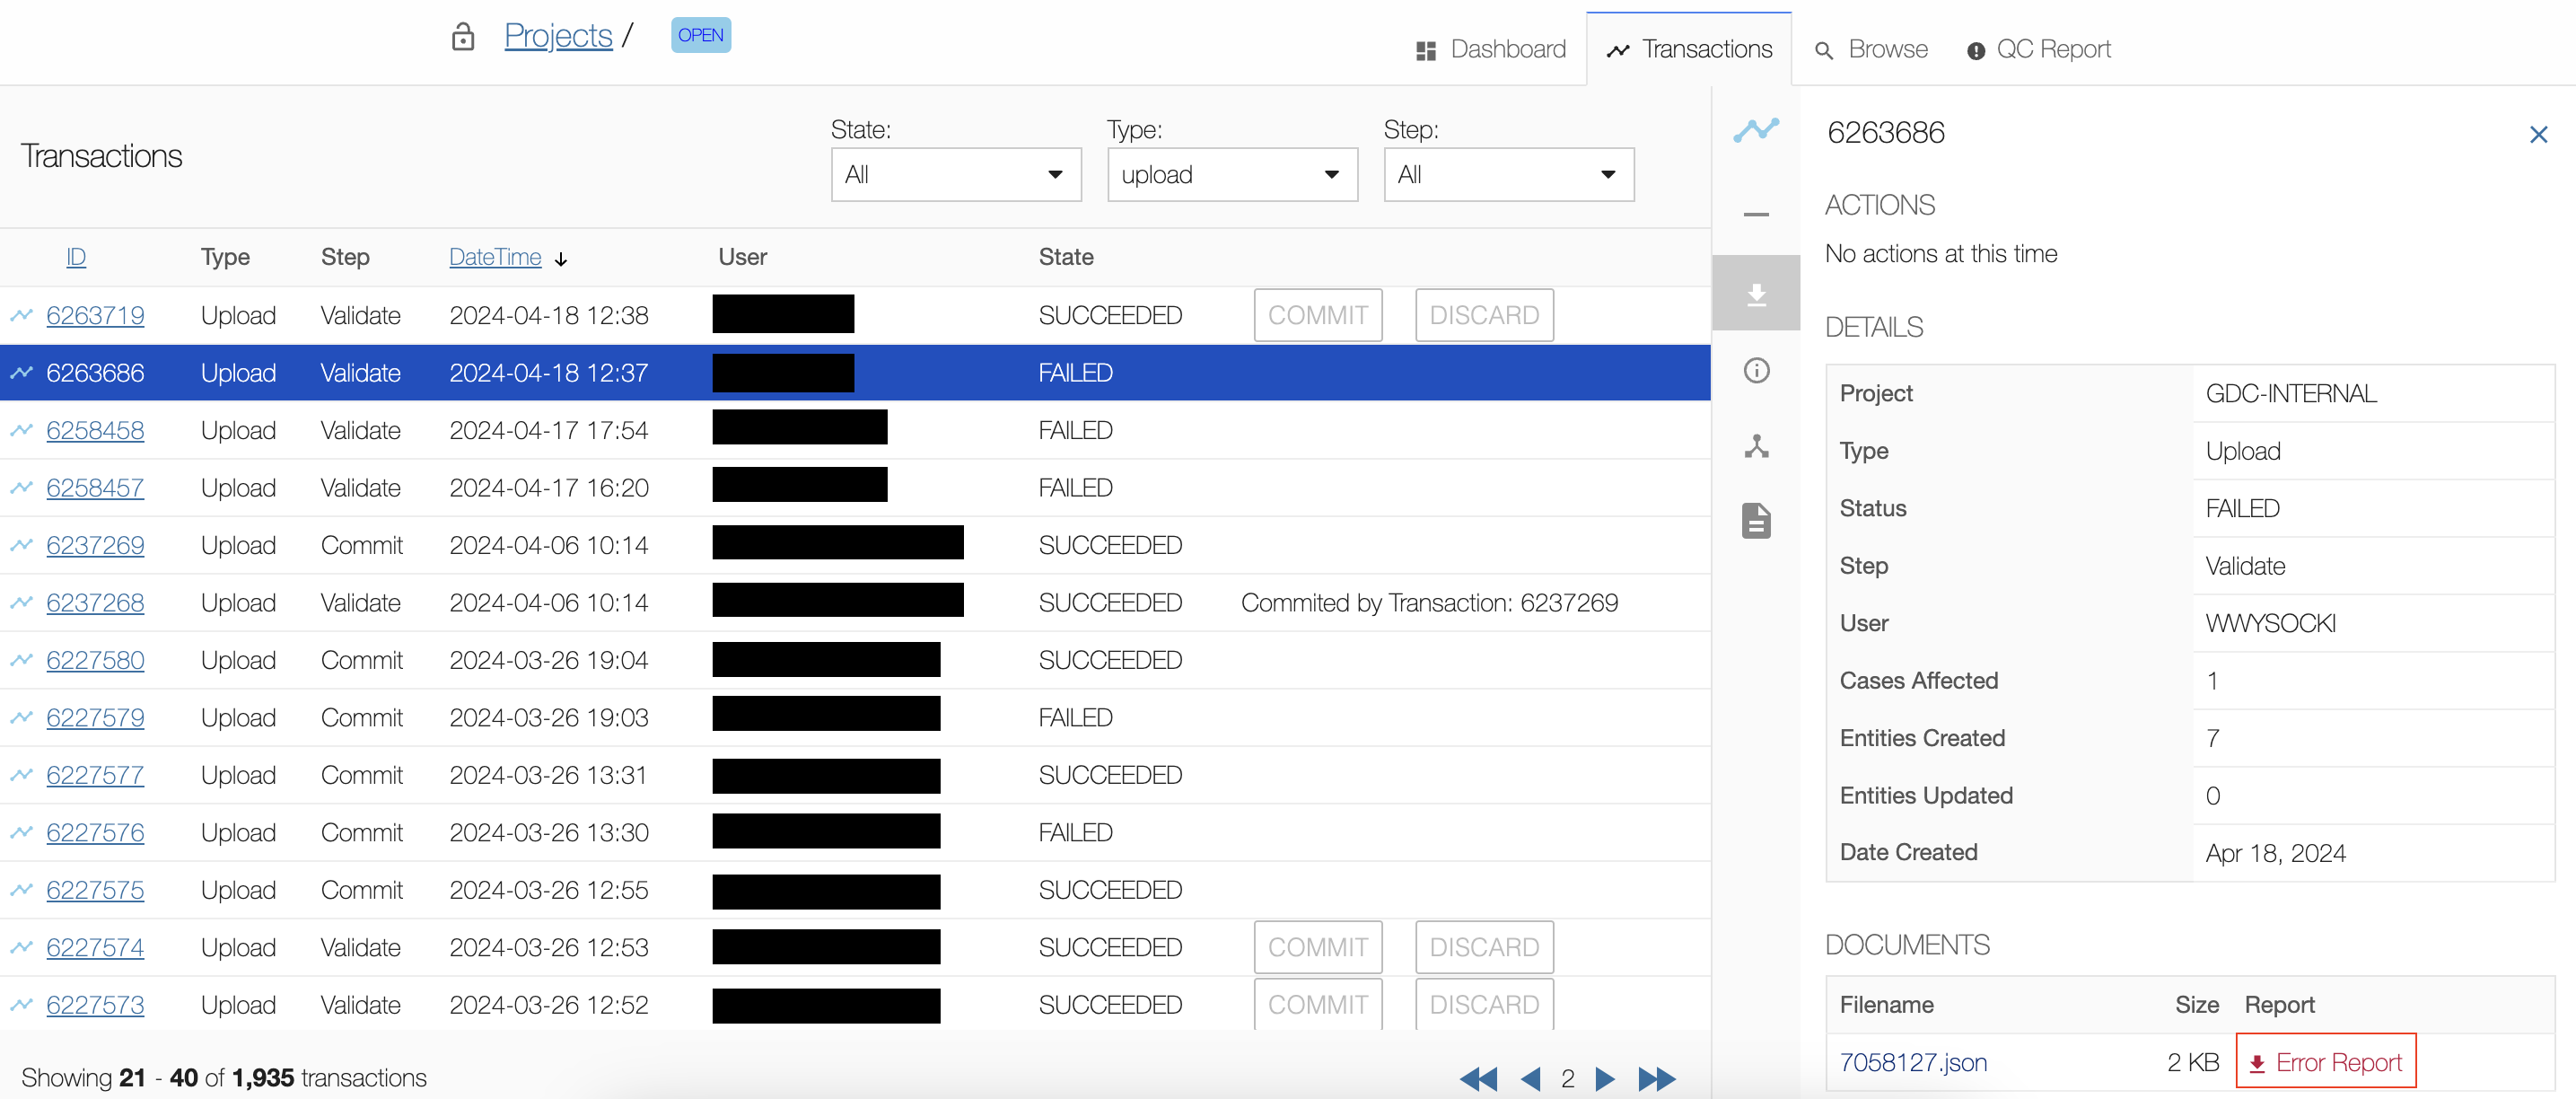 Projects / OPEN
Dashboard Transactions Browse QC Report
Transactions
State: Type: Step:
All upload All
ID Type Step DateTime User State
6263719 Upload Validate 2024-04-18 12:38 SUCCEEDED COMMIT DISCARD
6263686 Upload Validate 2024-04-18 12:37 FAILED
6258458 Upload Validate 2024-04-17 17:54 FAILED
6258457 Upload Validate 2024-04-17 16:20 FAILED
6237269 Upload Commit 2024-04-06 10:14 SUCCEEDED
6237268 Upload Validate 2024-04-06 10:14 SUCCEEDED Commited by Transaction: 6237269
6227580 Upload Commit 2024-03-26 19:04 SUCCEEDED
6227579 Upload Commit 2024-03-26 19:03 FAILED
6227577 Upload Commit 2024-03-26 13:31 SUCCEEDED
6227576 Upload Commit 2024-03-26 13:30 FAILED
6227575 Upload Commit 2024-03-26 12:55 SUCCEEDED
6227574 Upload Validate 2024-03-26 12:53 SUCCEEDED COMMIT DISCARD
6227573 Upload Validate 2024-03-26 12:52 SUCCEEDED COMMIT DISCARD
Showing 21 - 40 of 1,935 transactions
2
6263686
ACTIONS
No actions at this time
DETAILS
Project GDC-INTERNAL
Type Upload
Status FAILED
Step Validate
User WWYSOCKI
Cases Affected 1
Entities Created 7
Entities Updated 0
Date Created Apr 18, 2024
DOCUMENTS
Filename Size Report
7058127.json 2 KB Error Report